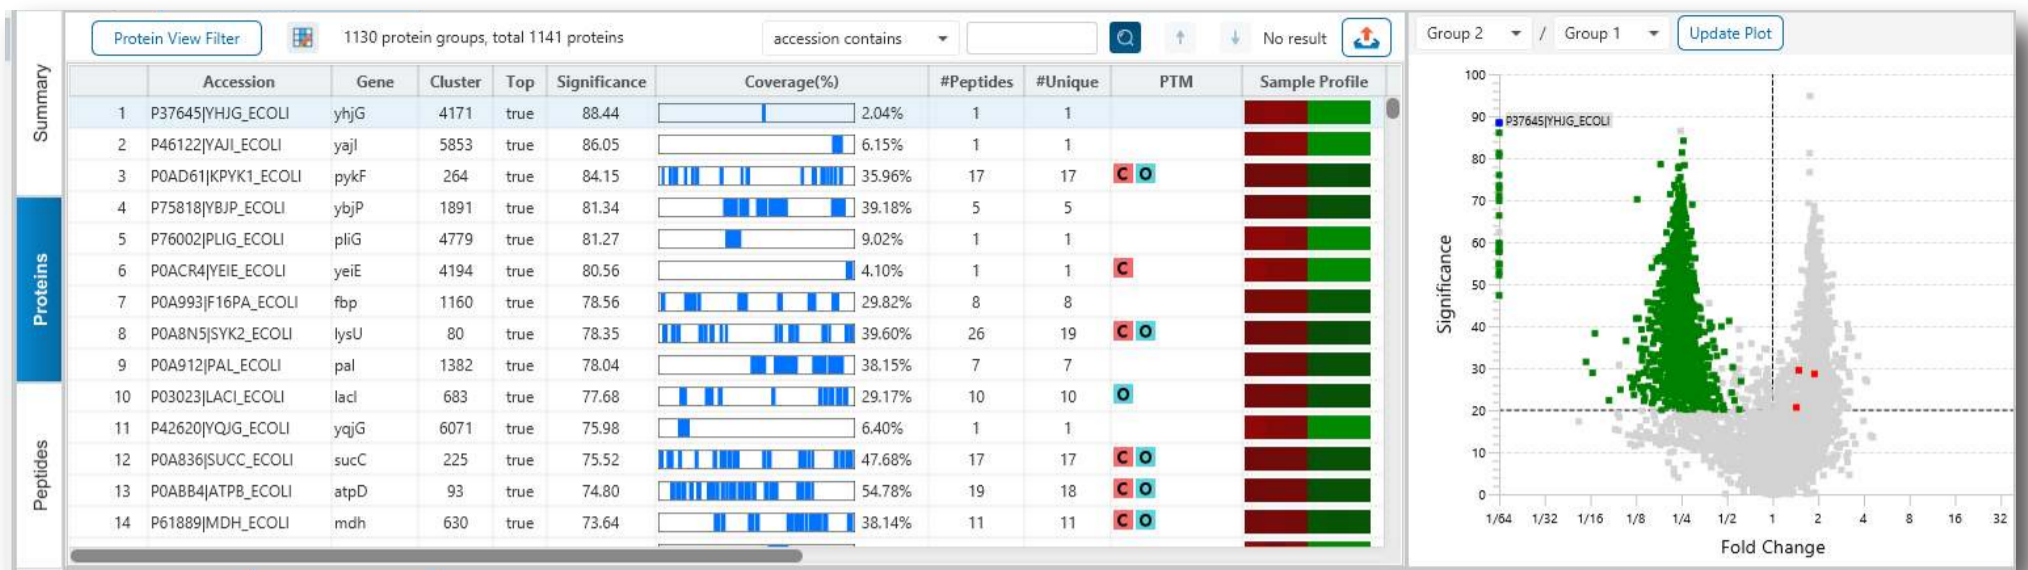 Protein View Filter 1130 protein groups, total 1141 proteins accession contains No result
Group 2 / Group 1 Update Plot
Summary
Proteins
Peptides
Accession Gene Cluster Top Significance Coverage(%) #Peptides #Unique PTM Sample Profile
1 P37645|YHJG_ECOLI yhjG 4171 true 88.44 2.04% 1 1
2 P46122|YAJI_ECOLI yajI 5853 true 86.05 6.15% 1 1
3 P0AD61|KPYK1_ECOLI pykF 264 true 84.15 35.96% 17 17 C O
4 P75818|YBJP_ECOLI ybjP 1891 true 81.34 39.18% 5 5
5 P76002|PLIG_ECOLI pliG 4779 true 81.27 9.02% 1 1
6 P0ACR4|YEIE_ECOLI yeiE 4194 true 80.56 4.10% 1 1 C
7 P0A993|F16PA_ECOLI fbp 1160 true 78.56 29.82% 8 8
8 P0A8N5|SYK2_ECOLI lysU 80 true 78.35 39.60% 26 19 C O
9 P0A912|PAL_ECOLI pal 1382 true 78.04 38.15% 7 7
10 P03023|LACI_ECOLI lacI 683 true 77.68 29.17% 10 10 O
11 P42620|YQJG_ECOLI yqjG 6071 true 75.98 6.40% 1 1
12 P0A836|SUCC_ECOLI sucC 225 true 75.52 47.68% 17 17 C O
13 P0ABB4|ATPB_ECOLI atpD 93 true 74.80 54.78% 19 18 C O
14 P61889|MDH_ECOLI mdh 630 true 73.64 38.14% 11 11 C O
Significance
100
90
80
70
60
50
40
30
20
10
0
P37645|YHJG_ECOLI
1/64 1/32 1/16 1/8 1/4 1/2 1 2 4 8 16 32
Fold Change